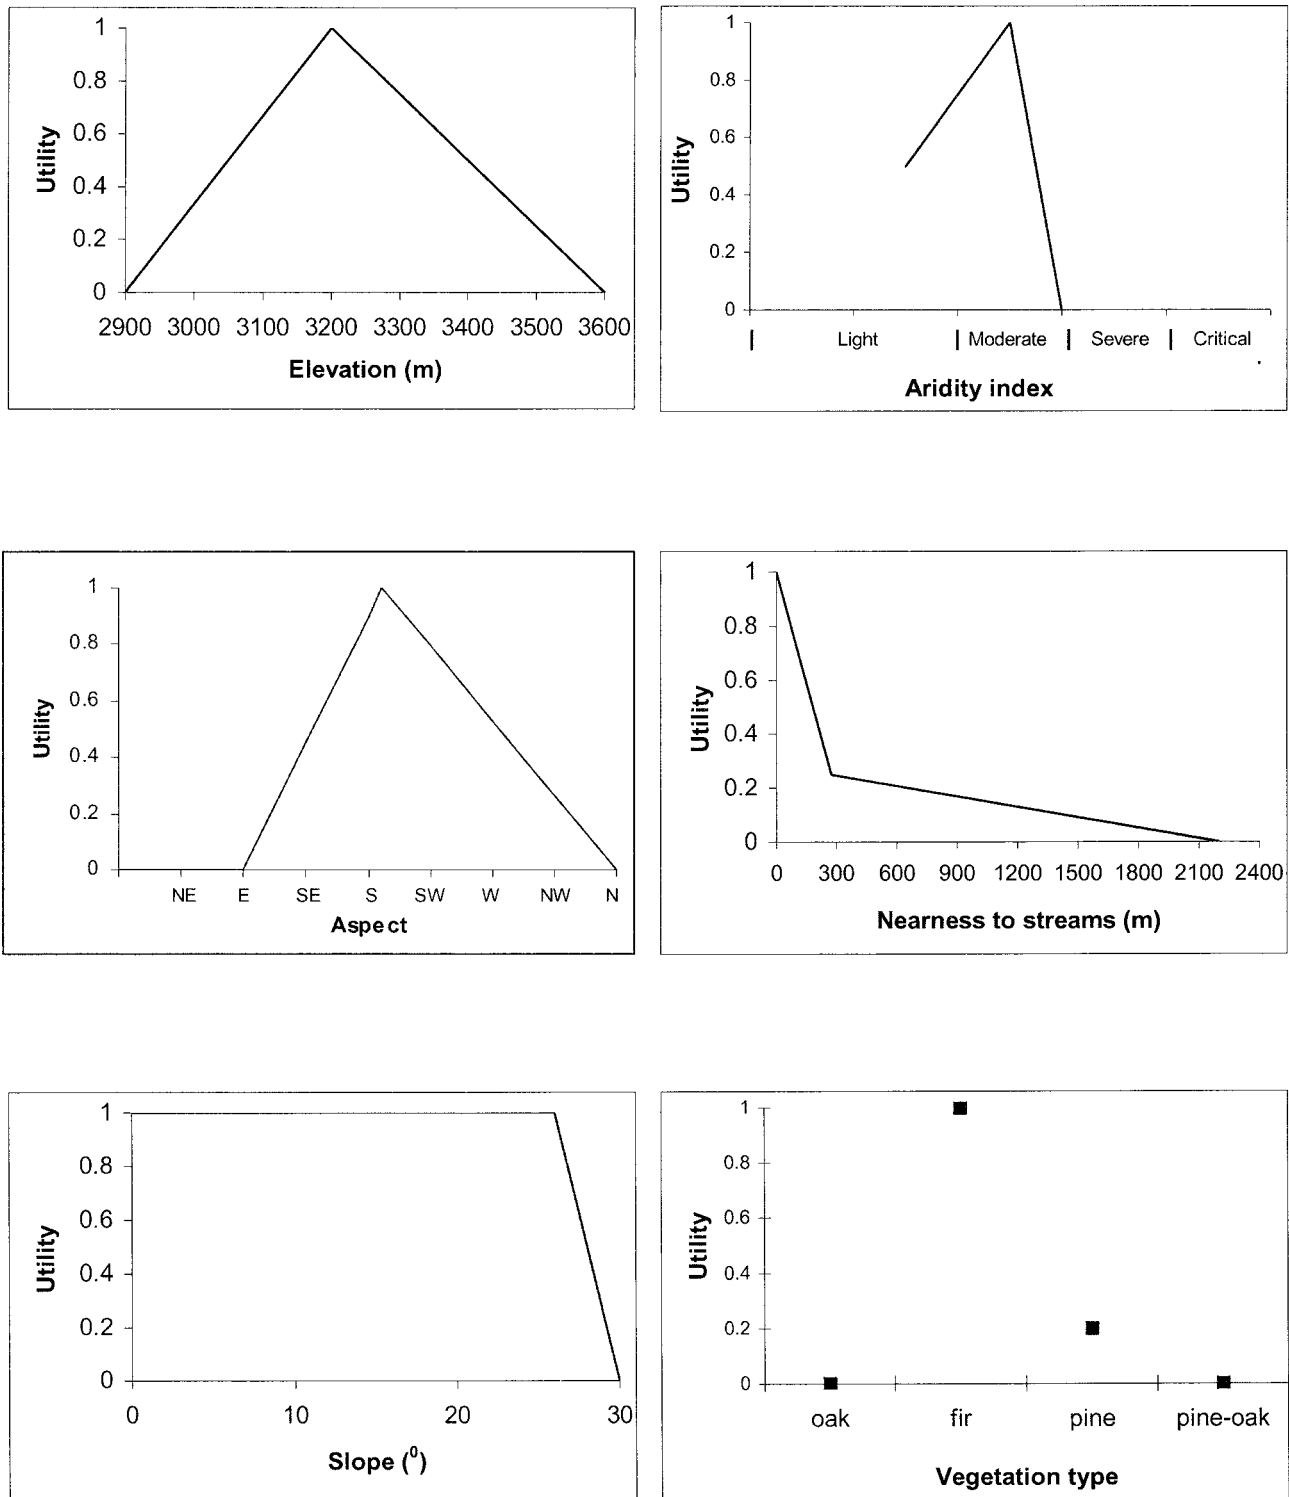 1
0.8
0.6
0.4
0.2
0
Utility
2900 3000 3100 3200 3300 3400 3500 3600
Elevation (m)
1
0.8
0.6
0.4
0.2
0
Utility
| Light | Moderate | Severe | Critical
Aridity index
1
0.8
0.6
0.4
0.2
0
Utility
NE E SE S SW W NW N
Aspect
1
0.8
0.6
0.4
0.2
0
Utility
0 300 600 900 1200 1500 1800 2100 2400
Nearness to streams (m)
1
0.8
0.6
0.4
0.2
0
Utility
0 10 20 30
Slope (⁰)
1
0.8
0.6
0.4
0.2
0
Utility
oak fir pine pine-oak
Vegetation type